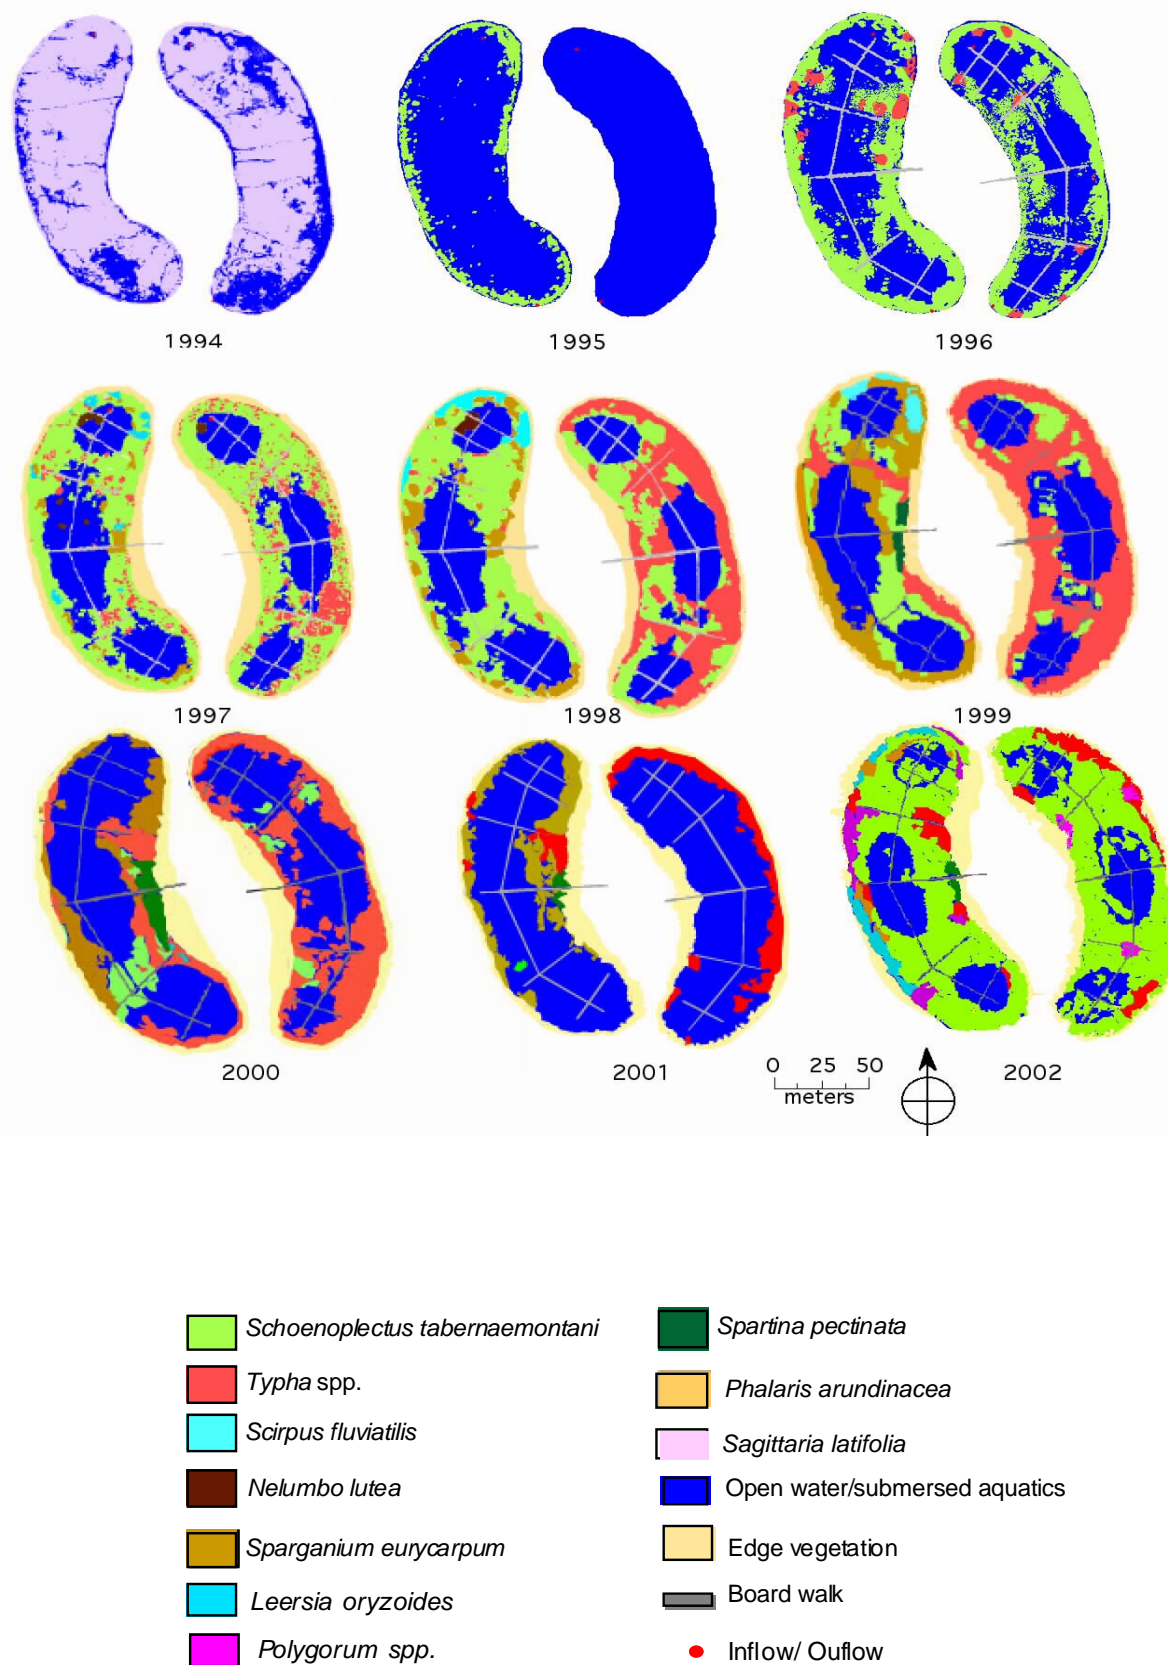 1994
1995
1996
1997
1998
1999
2000
2001
0 25 50
meters
2002
Schoenoplectus tabernaemontani
Typha spp.
Scirpus fluviatilis
Nelumbo lutea
Sparganium eurycarpum
Leersia oryzoides
Polygorum spp.
Spartina pectinata
Phalaris arundinacea
Sagittaria latifolia
Open water/submersed aquatics
Edge vegetation
Board walk
Inflow/ Ouflow